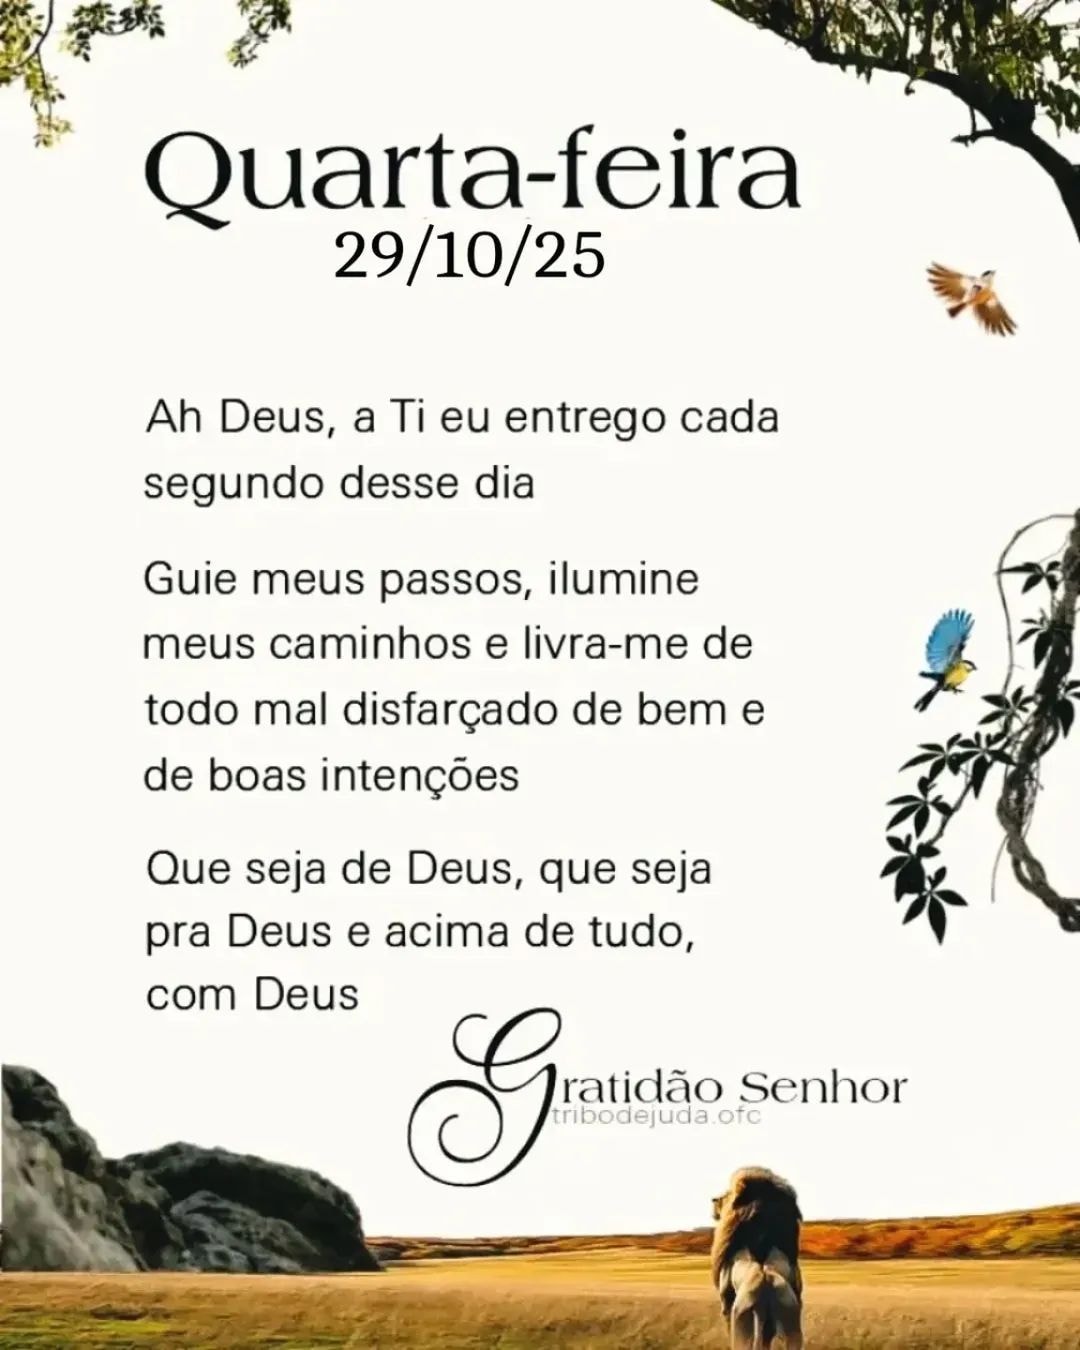 Quarta-feira
29/10/25
Ah Deus, a Ti eu entrego cada
segundo desse dia
Guie meus passos, ilumine
meus caminhos e livra-me de
todo mal disfarçado de bem e
de boas intenções
Que seja de Deus, que seja
pra Deus e acima de tudo,
com Deus
Gratidão Senhor
tribodejuda.ofc